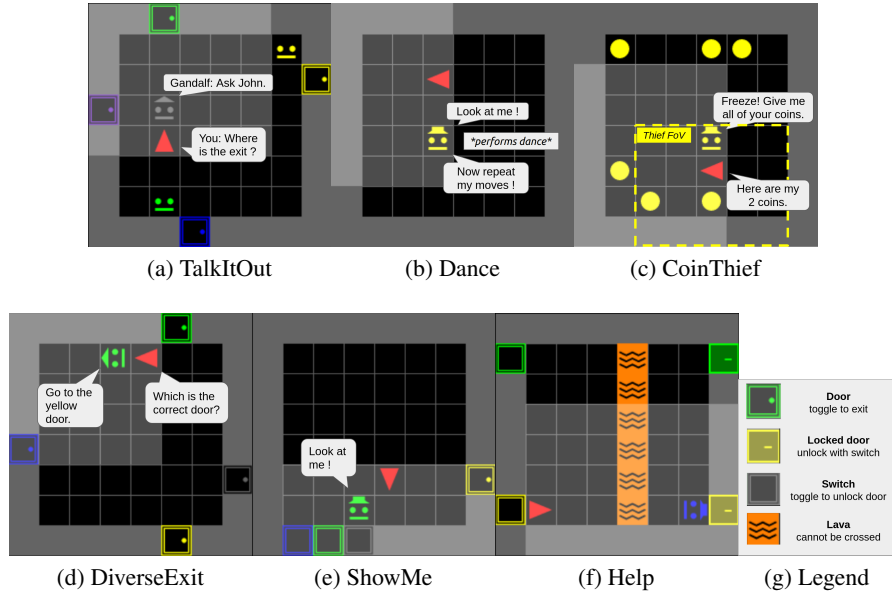 Gandalf: Ask John.
You: Where
is the exit ?
Look at me !
*performs dance*
Now repeat
my moves !
Freeze! Give me
all of your coins.
Thief FoV
Here are my
2 coins.
(a) TalkItOut
(b) Dance
(c) CoinThief
Go to the
yellow
door.
Which is the
correct door?
Look at
me !
Door
toggle to exit
Locked door
unlock with switch
Switch
toggle to unlock door
Lava
cannot be crossed
(d) DiverseExit
(e) ShowMe
(f) Help
(g) Legend